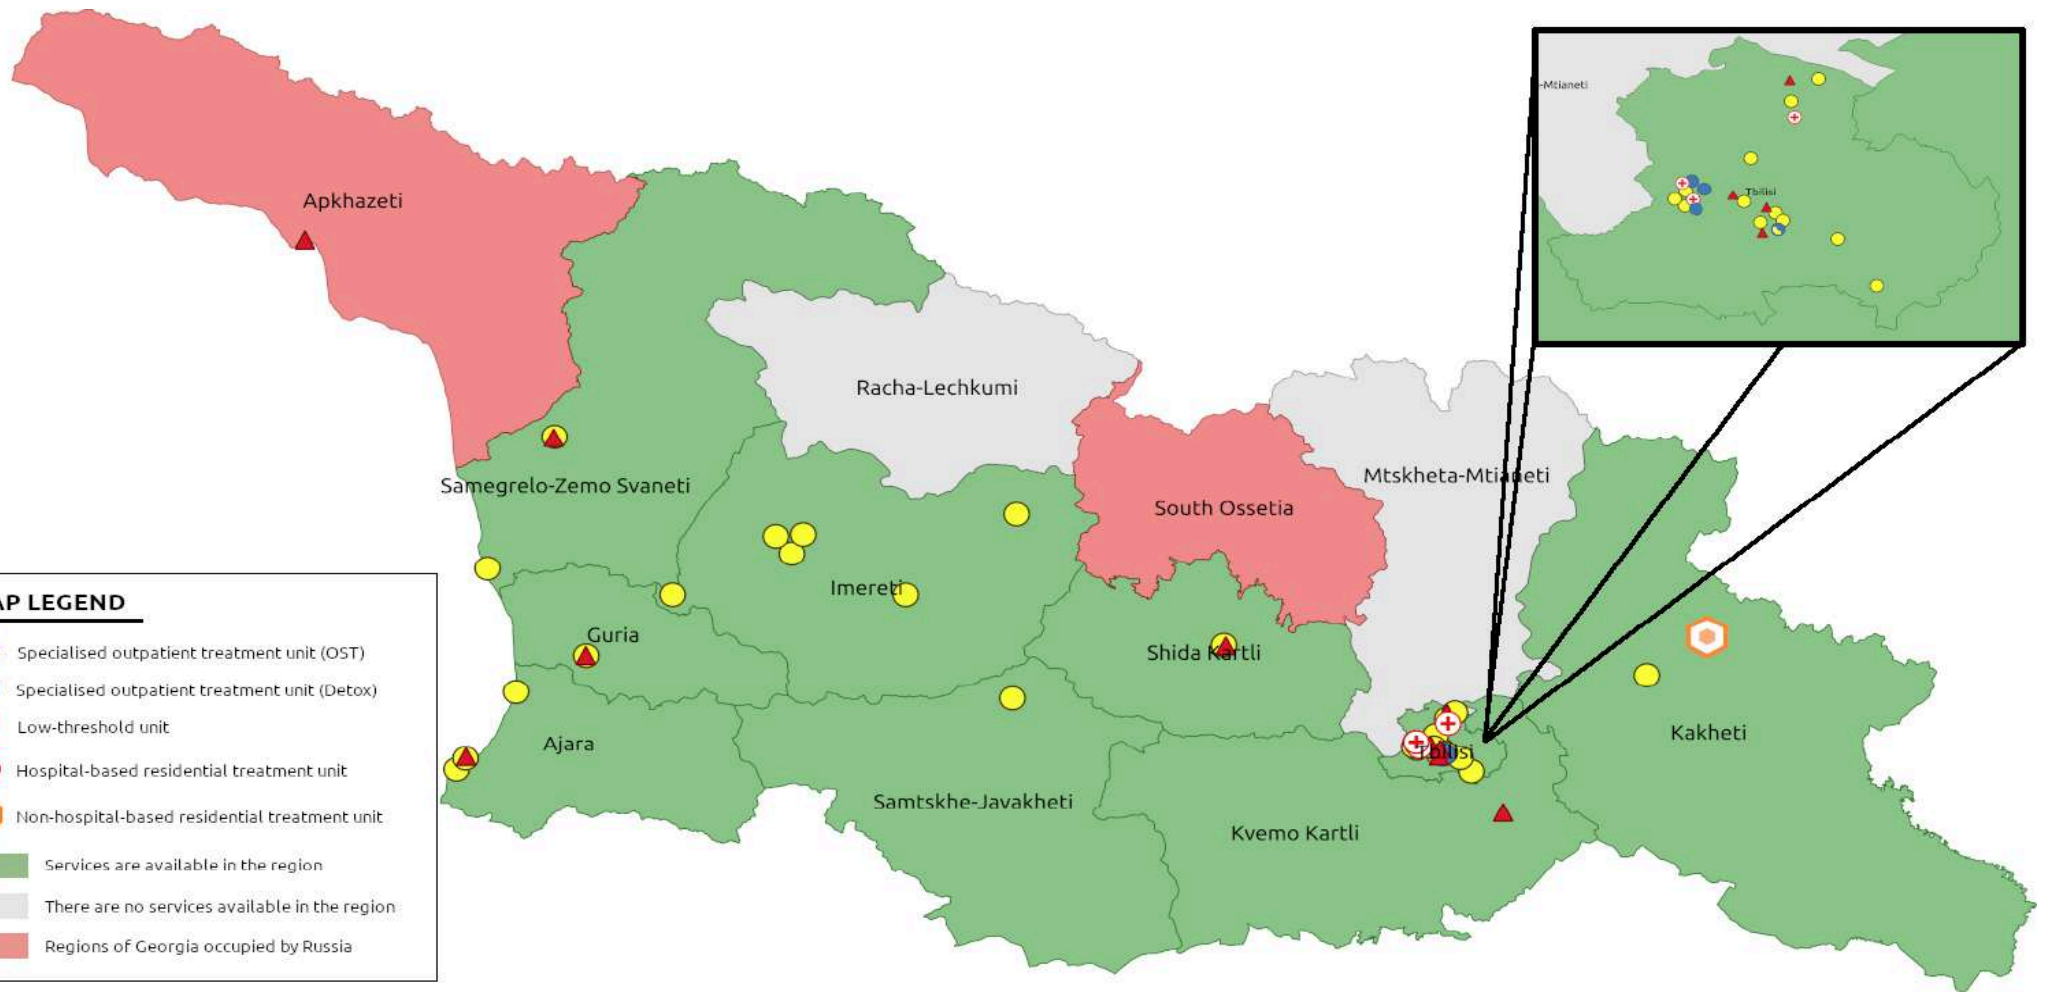 -Mtianeti
Tbilisi
Apkhazeti
Racha-Lechkumi
Mtskheta-Mtianeti
Samegrelo-Zemo Svaneti
South Ossetia
Imereti
Guria
Shida Kartli
Ajara
Tbilisi
Kakheti
Samtskhe-Javakheti
Kvemo Kartli
AP LEGEND
Specialised outpatient treatment unit (OST)
Specialised outpatient treatment unit (Detox)
Low-threshold unit
Hospital-based residential treatment unit
Non-hospital-based residential treatment unit
Services are available in the region
There are no services available in the region
Regions of Georgia occupied by Russia